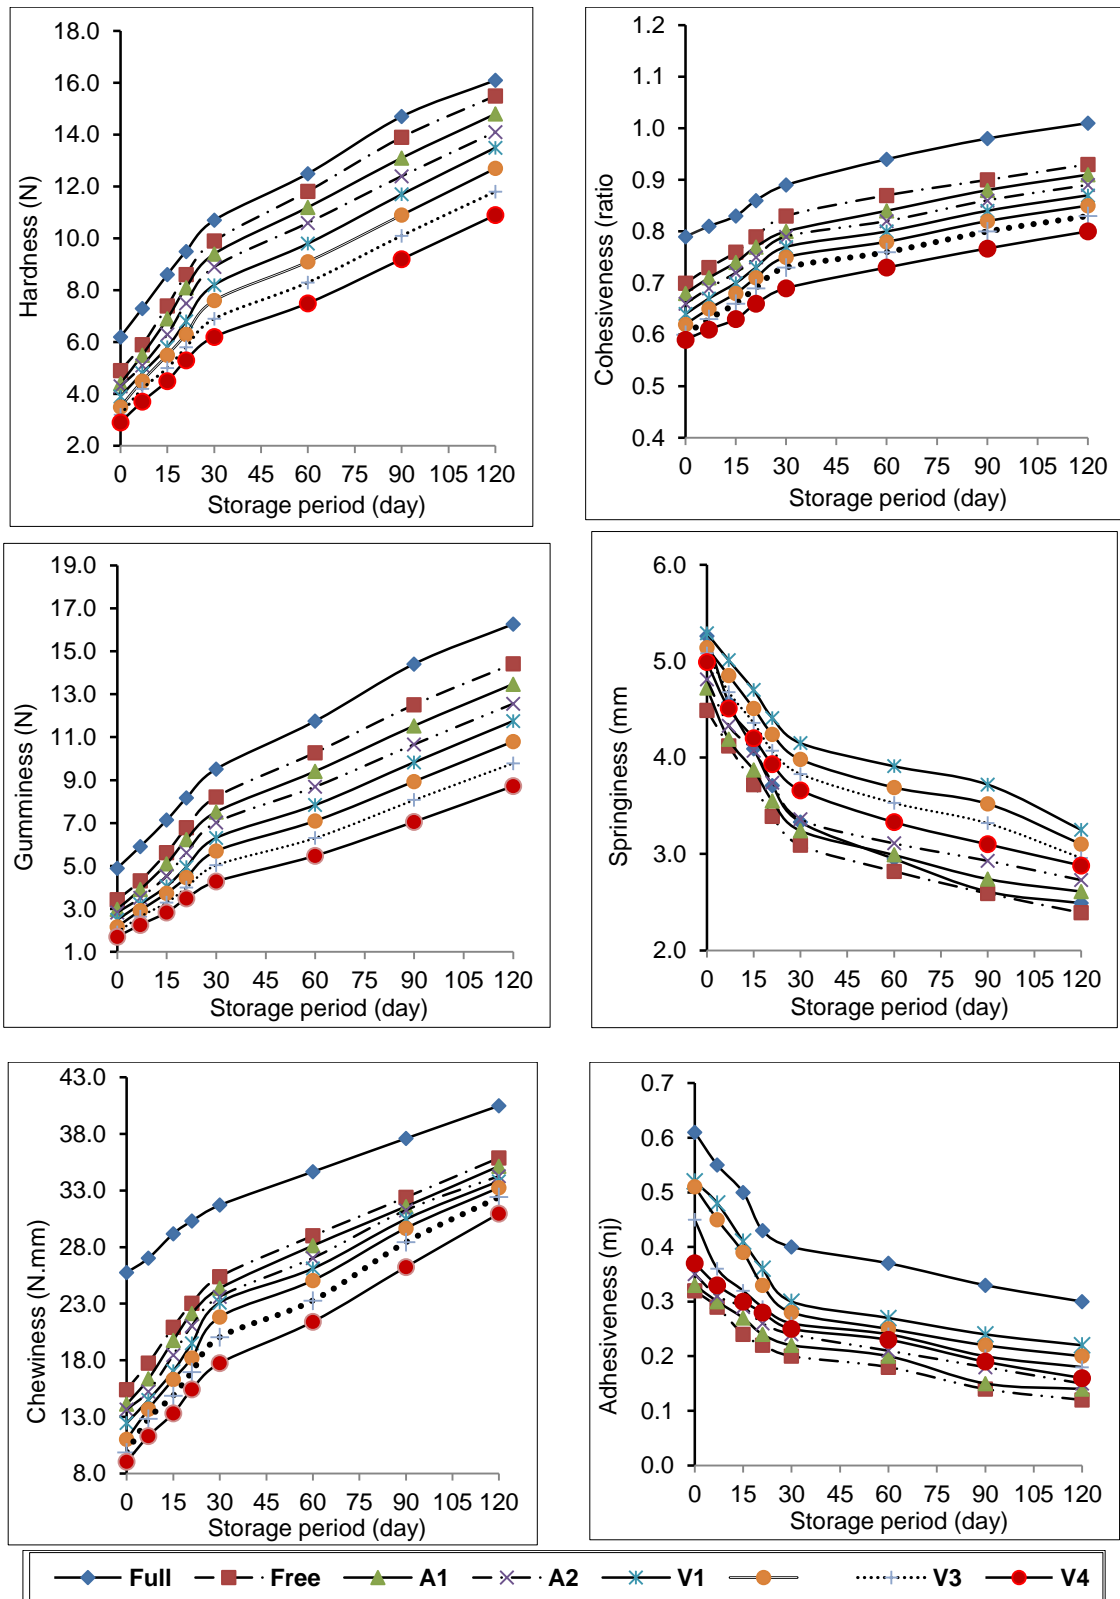 18.0
16.0
14.0
12.0
10.0
8.0
6.0
4.0
2.0
0 15 30 45 60 75 90 105 120
Hardness (N)
Storage period (day)
1.2
1.1
1.0
0.9
0.8
0.7
0.6
0.5
0.4
0 15 30 45 60 75 90 105 120
Cohesiveness (ratio
Storage period (day)
19.0
17.0
15.0
13.0
11.0
9.0
7.0
5.0
3.0
1.0
0 15 30 45 60 75 90 105 120
Gumminess (N)
Storage period (day)
6.0
5.0
4.0
3.0
2.0
0 15 30 45 60 75 90 105 120
Springiness (mm
Storage period (day)
43.0
38.0
33.0
28.0
23.0
18.0
13.0
8.0
0 15 30 45 60 75 90 105 120
Chewiness (N.mm)
Storage period (day)
0.7
0.6
0.5
0.4
0.3
0.2
0.1
0.0
0 15 30 45 60 75 90 105 120
Adhesiveness (mj)
Storage period (day)
Full Free A1 A2 V1 V3 V4